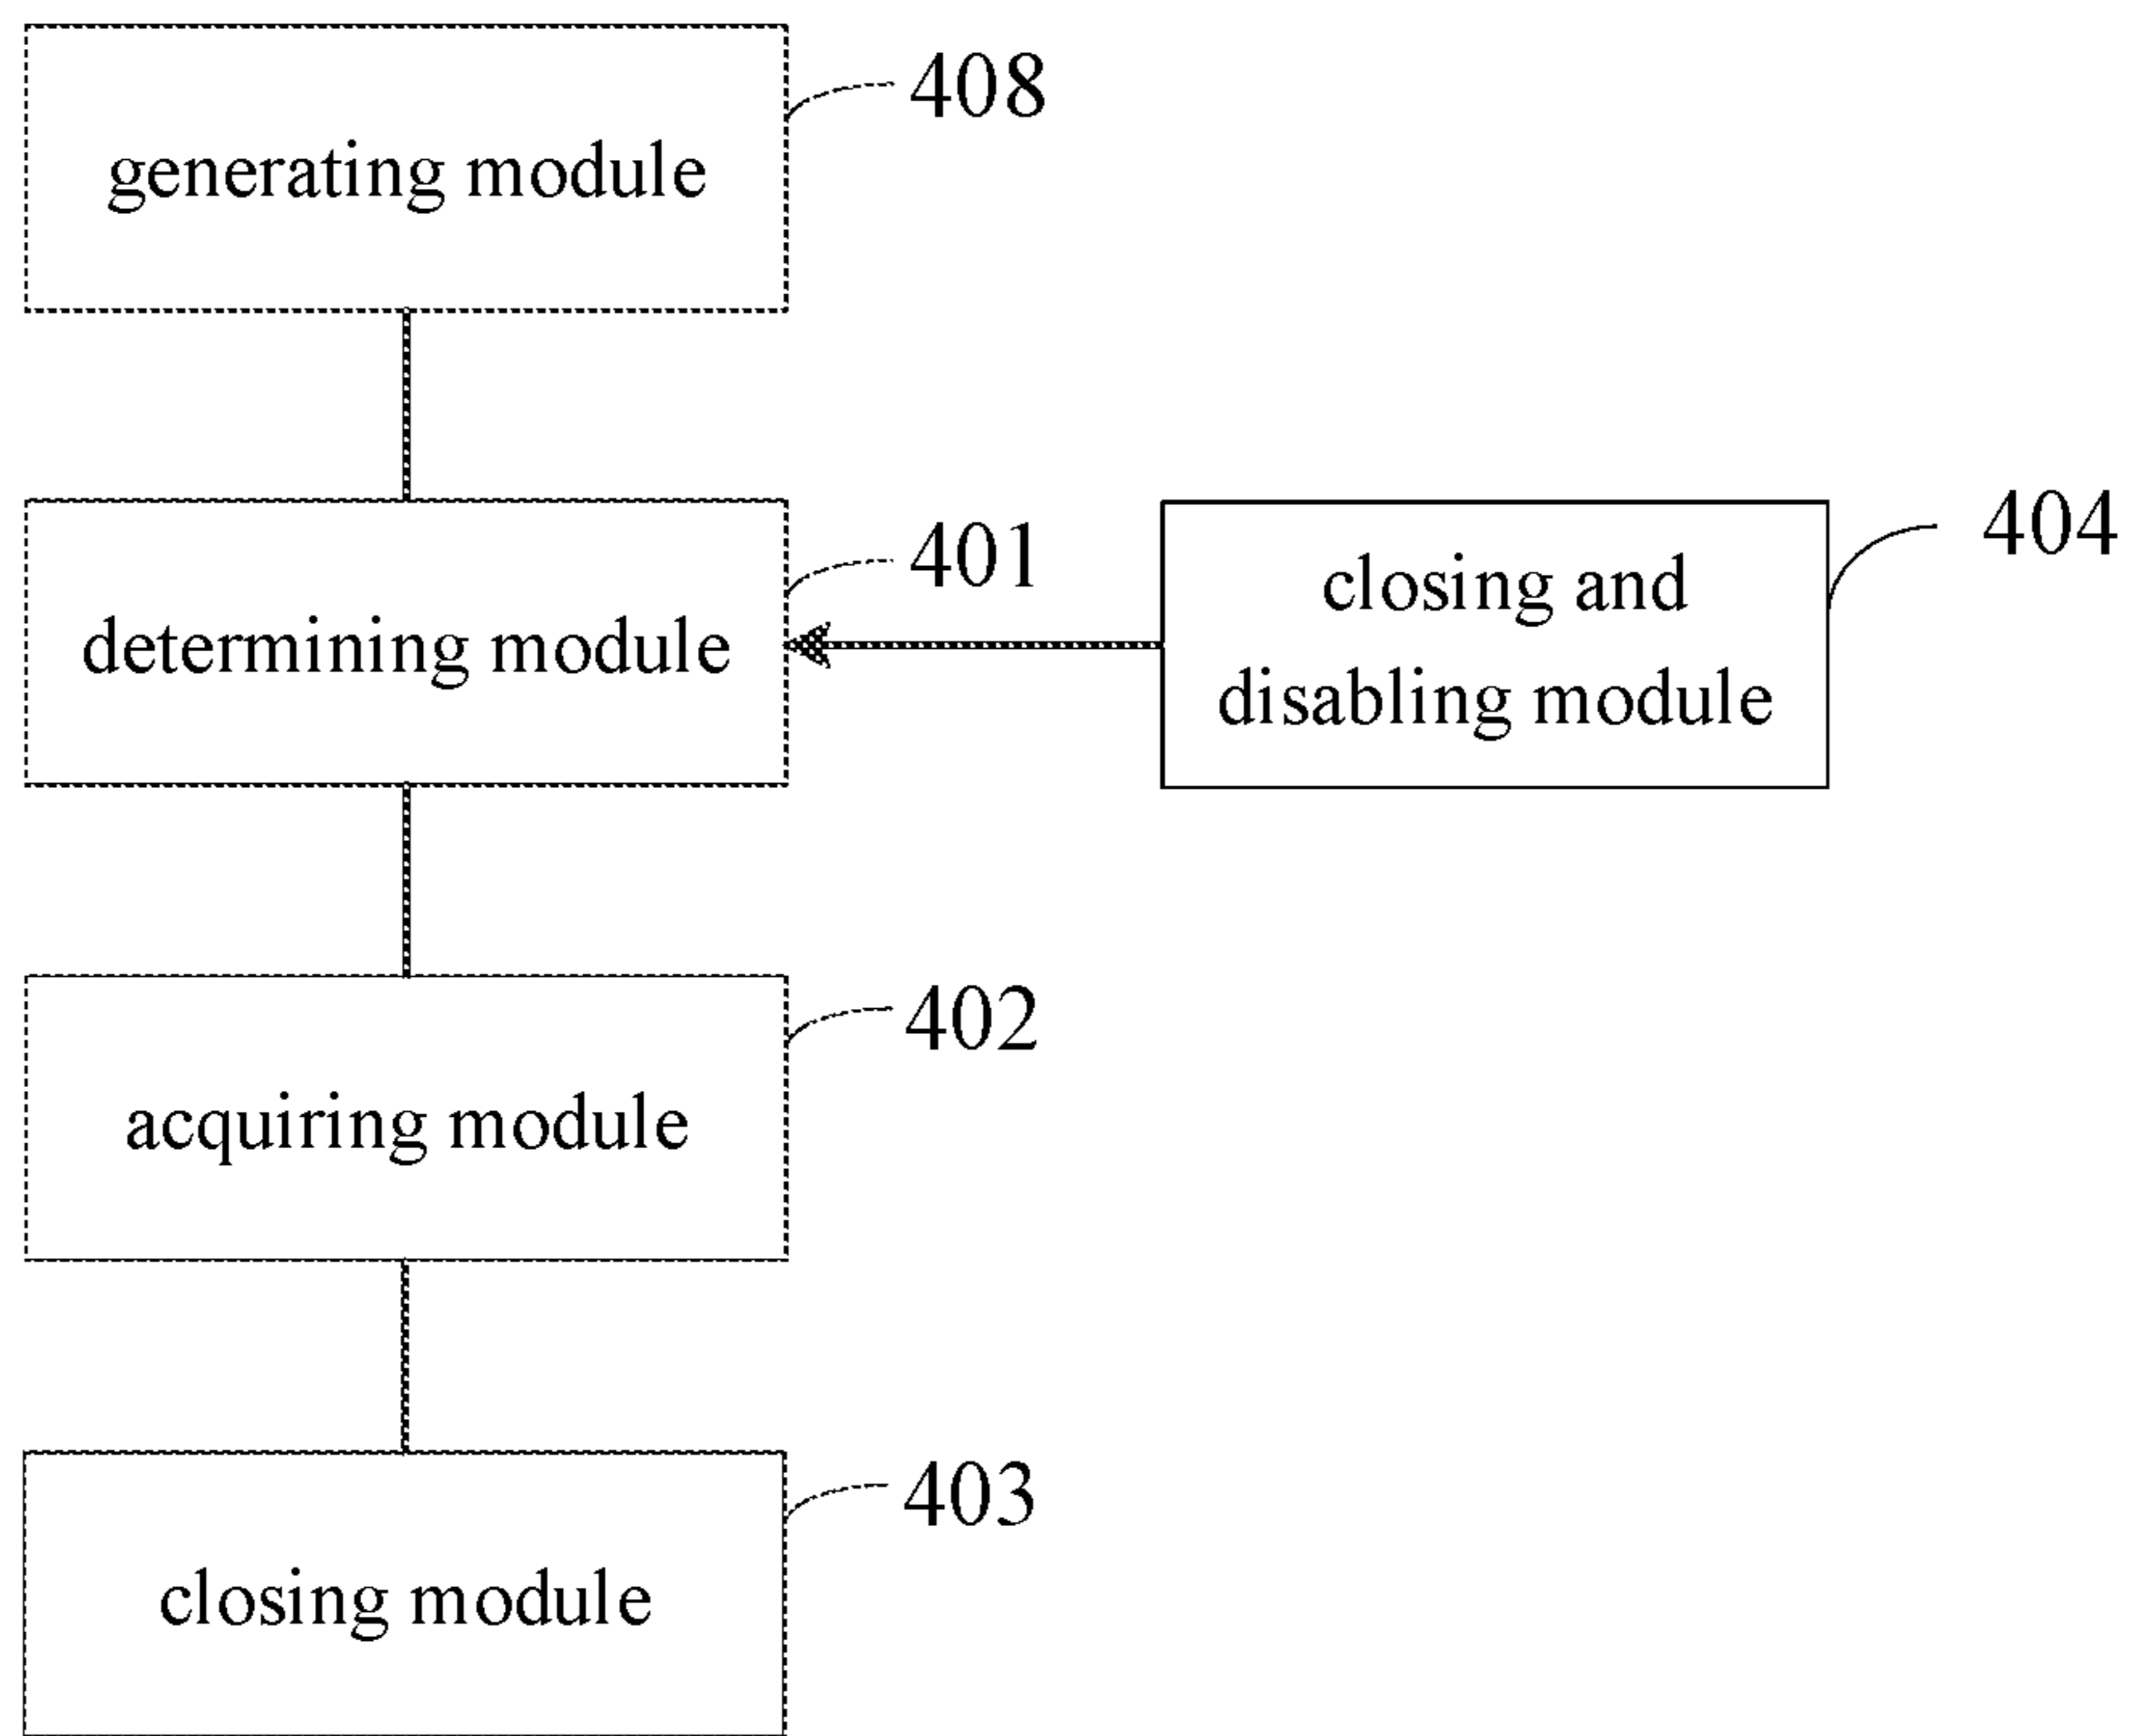 408
generating module
401
determining module
404
closing and
disabling module
402
acquiring module
403
closing module